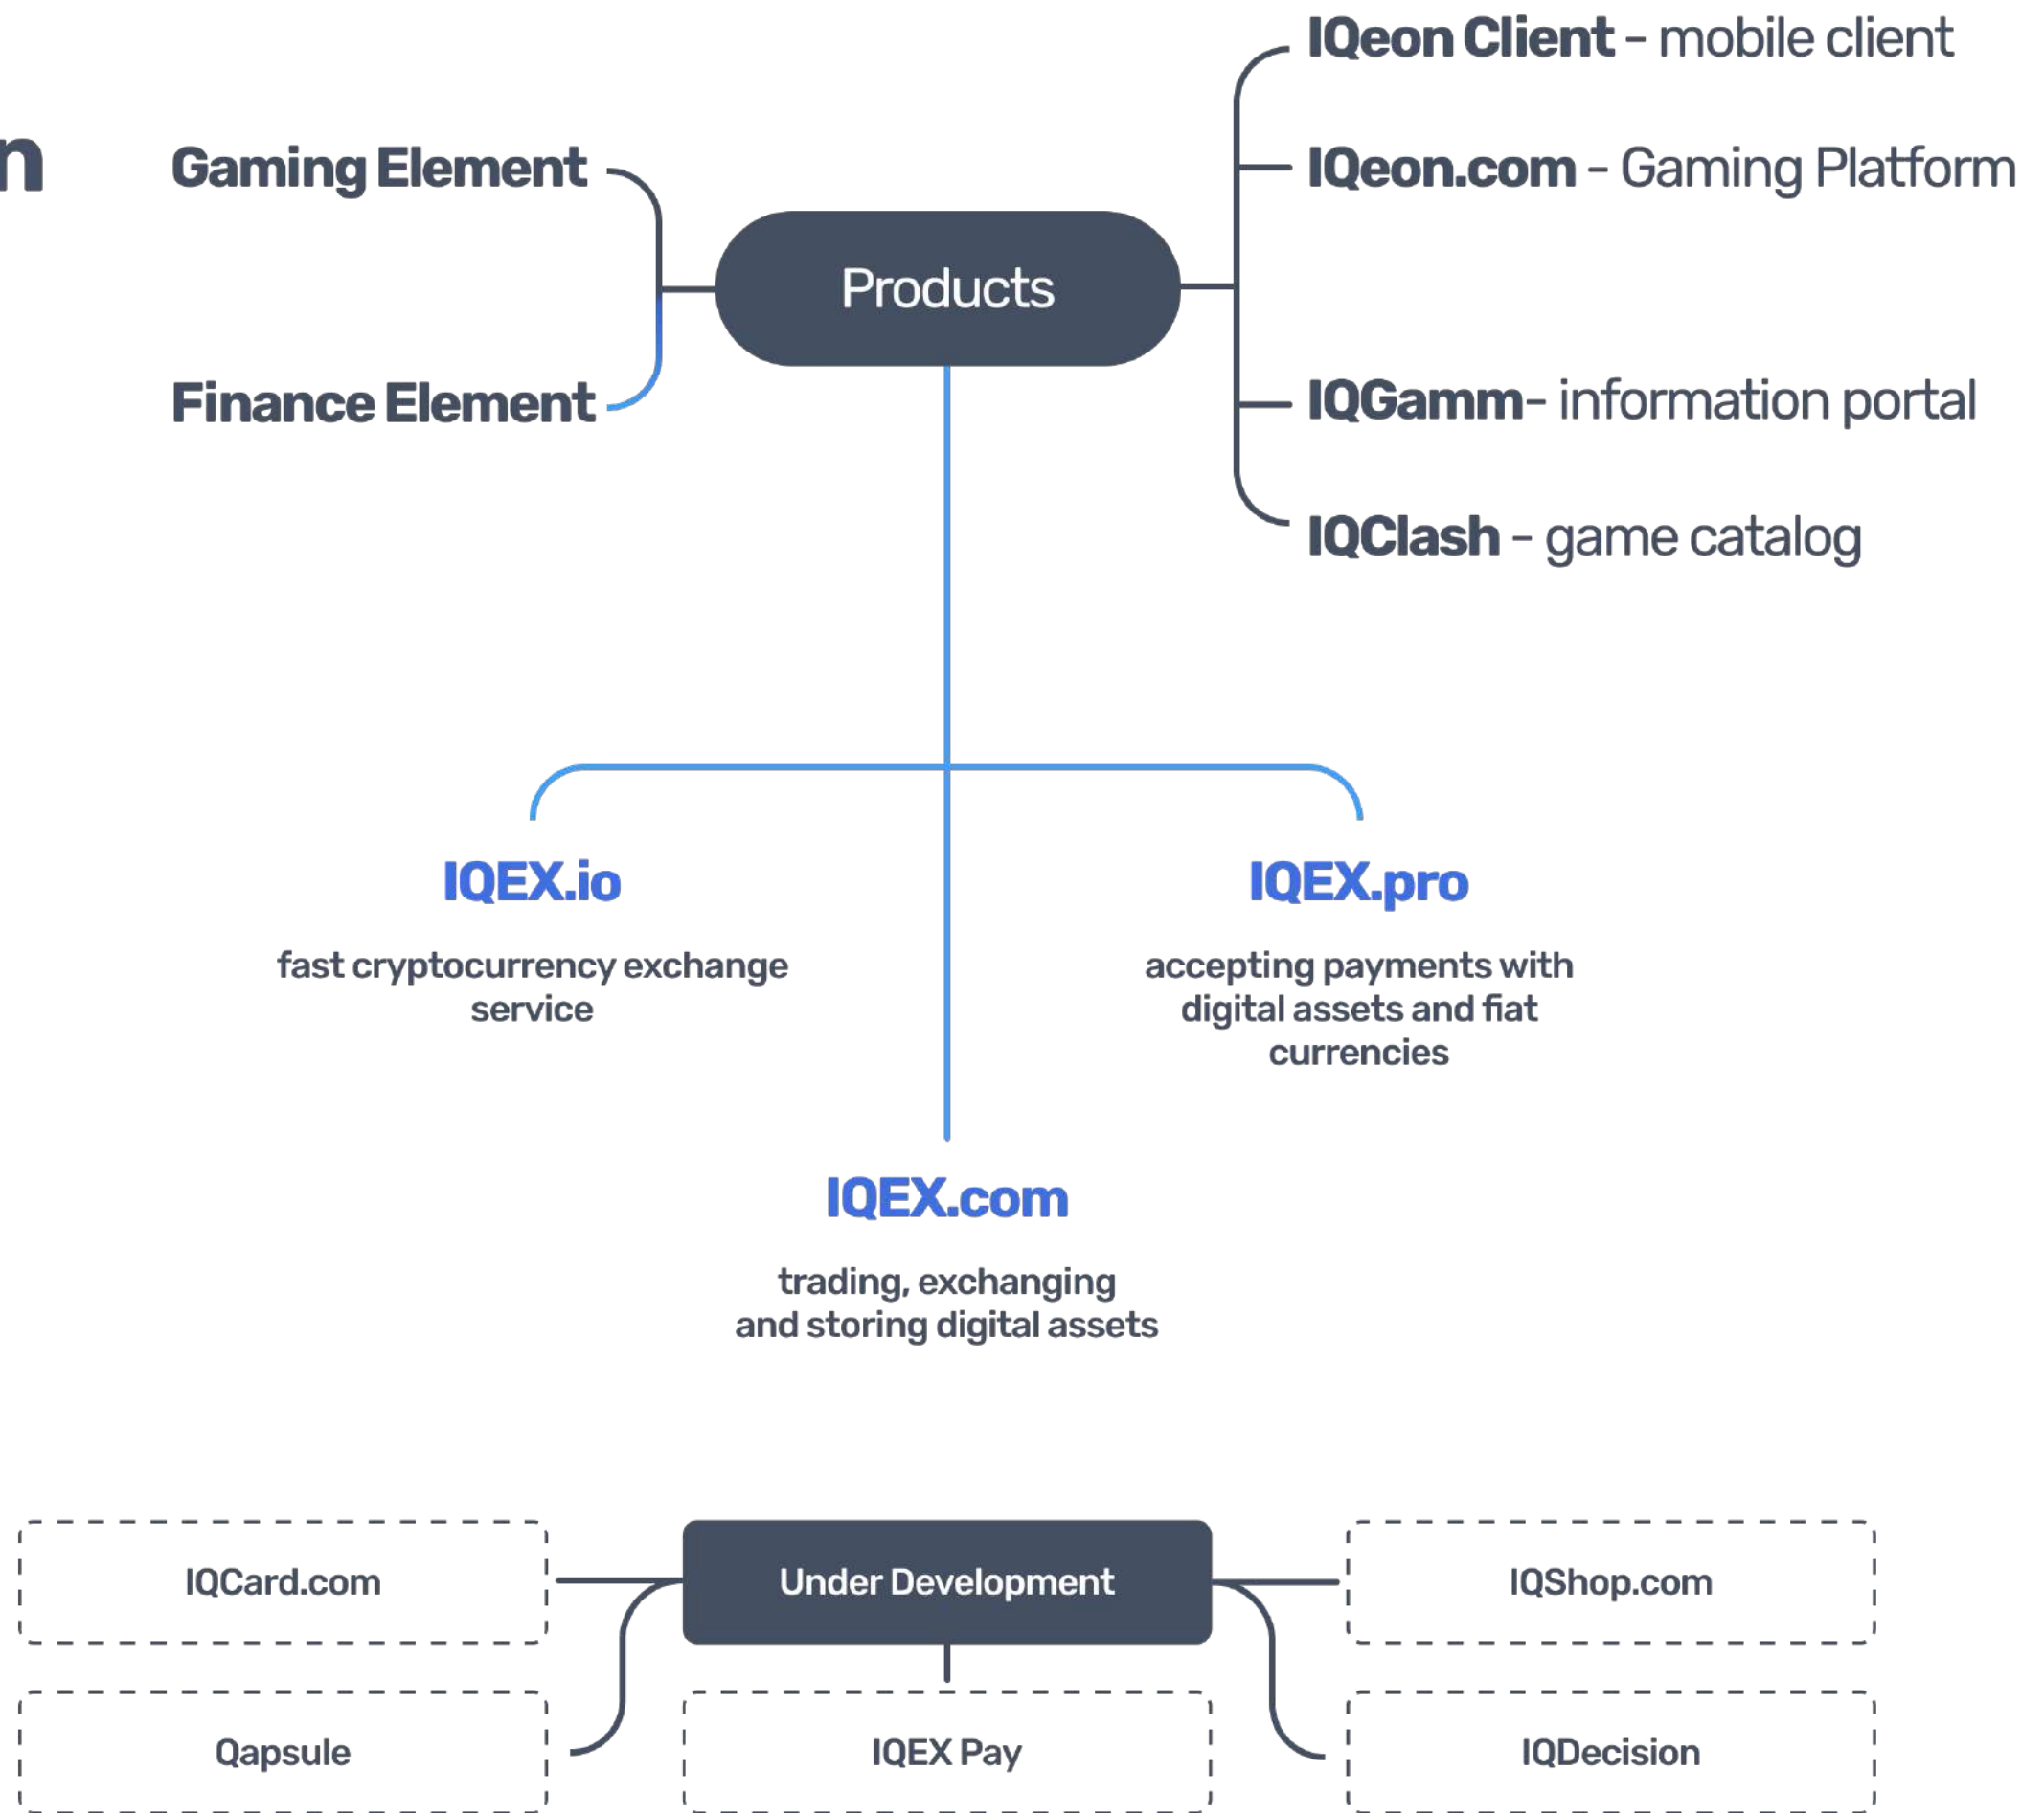 IQeon Client - mobile client
n
Gaming Element
IQeon.com - Gaming Platform
Products
Finance Element
IQGamm- information portal
IQClash - game catalog
IQEX.io
fast cryptocurrency exchange
service
IQEX.pro
accepting payments with
digital assets and fiat
currencies
IQEX.com
trading, exchanging
and storing digital assets
IQCard.com
Under Development
IQShop.com
Qapsule
IQEX Pay
IQDecision